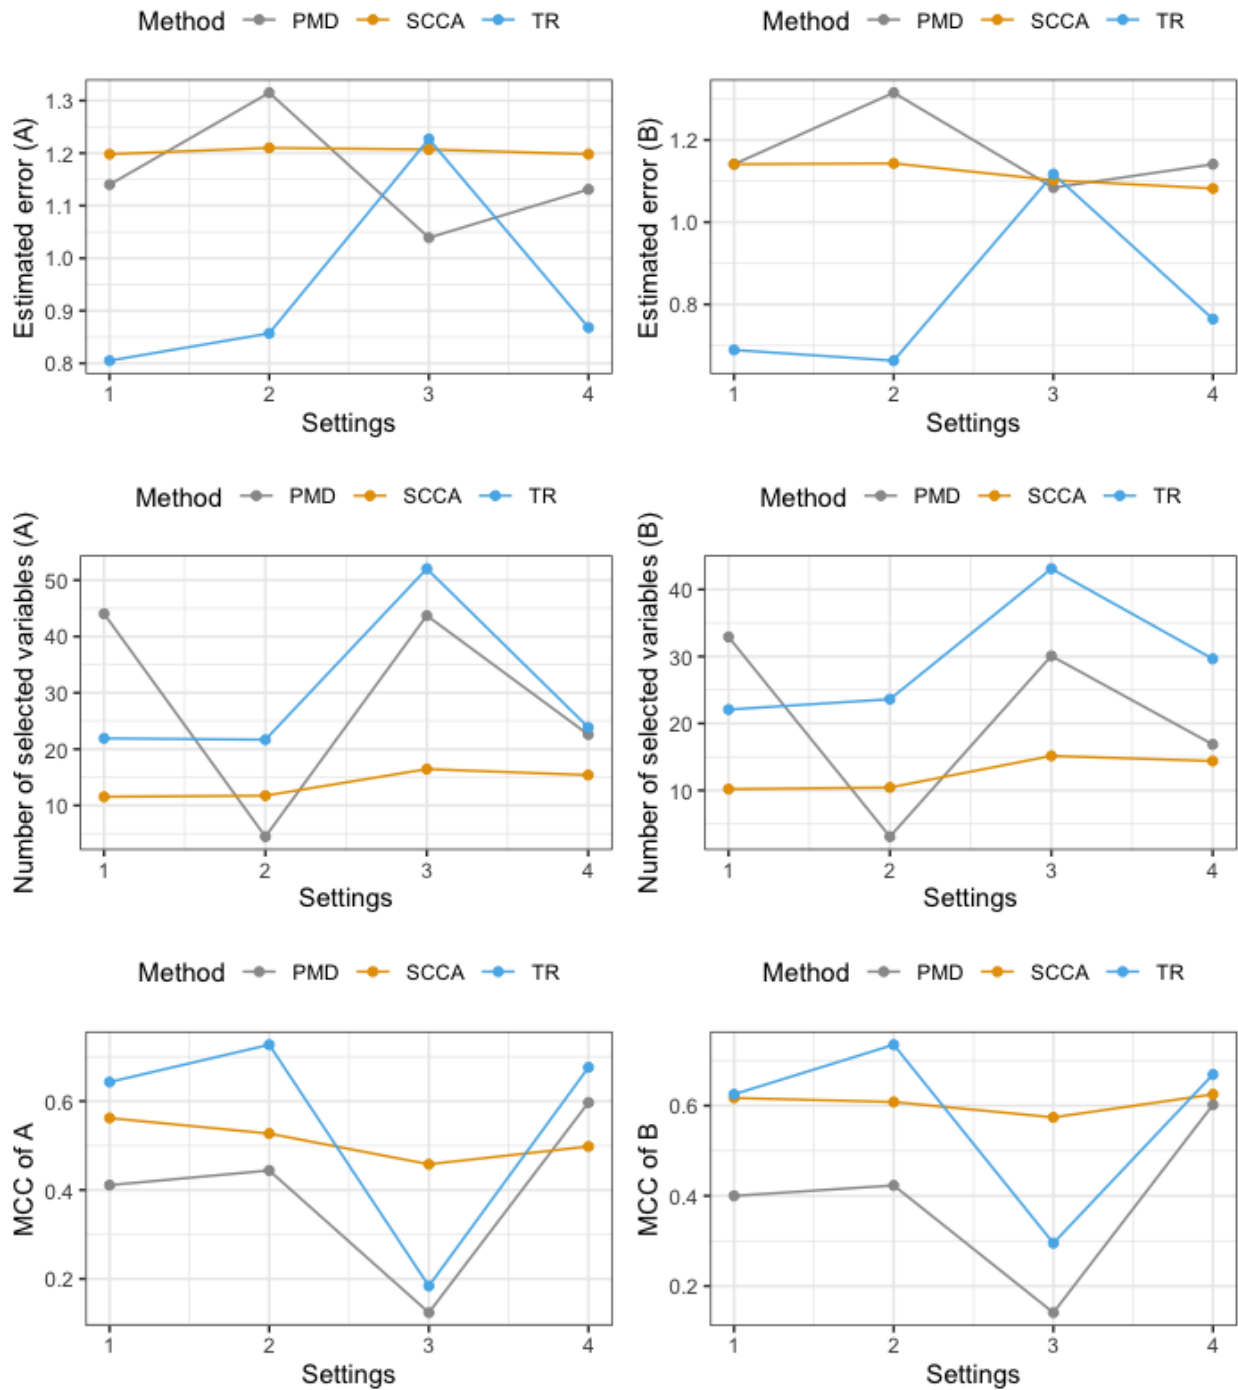 Method PMD SCCA TR
Estimated error (A)
1.3
1.2
1.1
1.0
0.9
0.8
1 2 3 4
Settings
Method PMD SCCA TR
Estimated error (B)
1.2
1.0
0.8
1 2 3 4
Settings
Method PMD SCCA TR
Number of selected variables (A)
50
40
30
20
10
1 2 3 4
Settings
Method PMD SCCA TR
Number of selected variables (B)
40
30
20
10
1 2 3 4
Settings
Method PMD SCCA TR
MCC of A
0.6
0.4
0.2
1 2 3 4
Settings
Method PMD SCCA TR
MCC of B
0.6
0.4
0.2
1 2 3 4
Settings